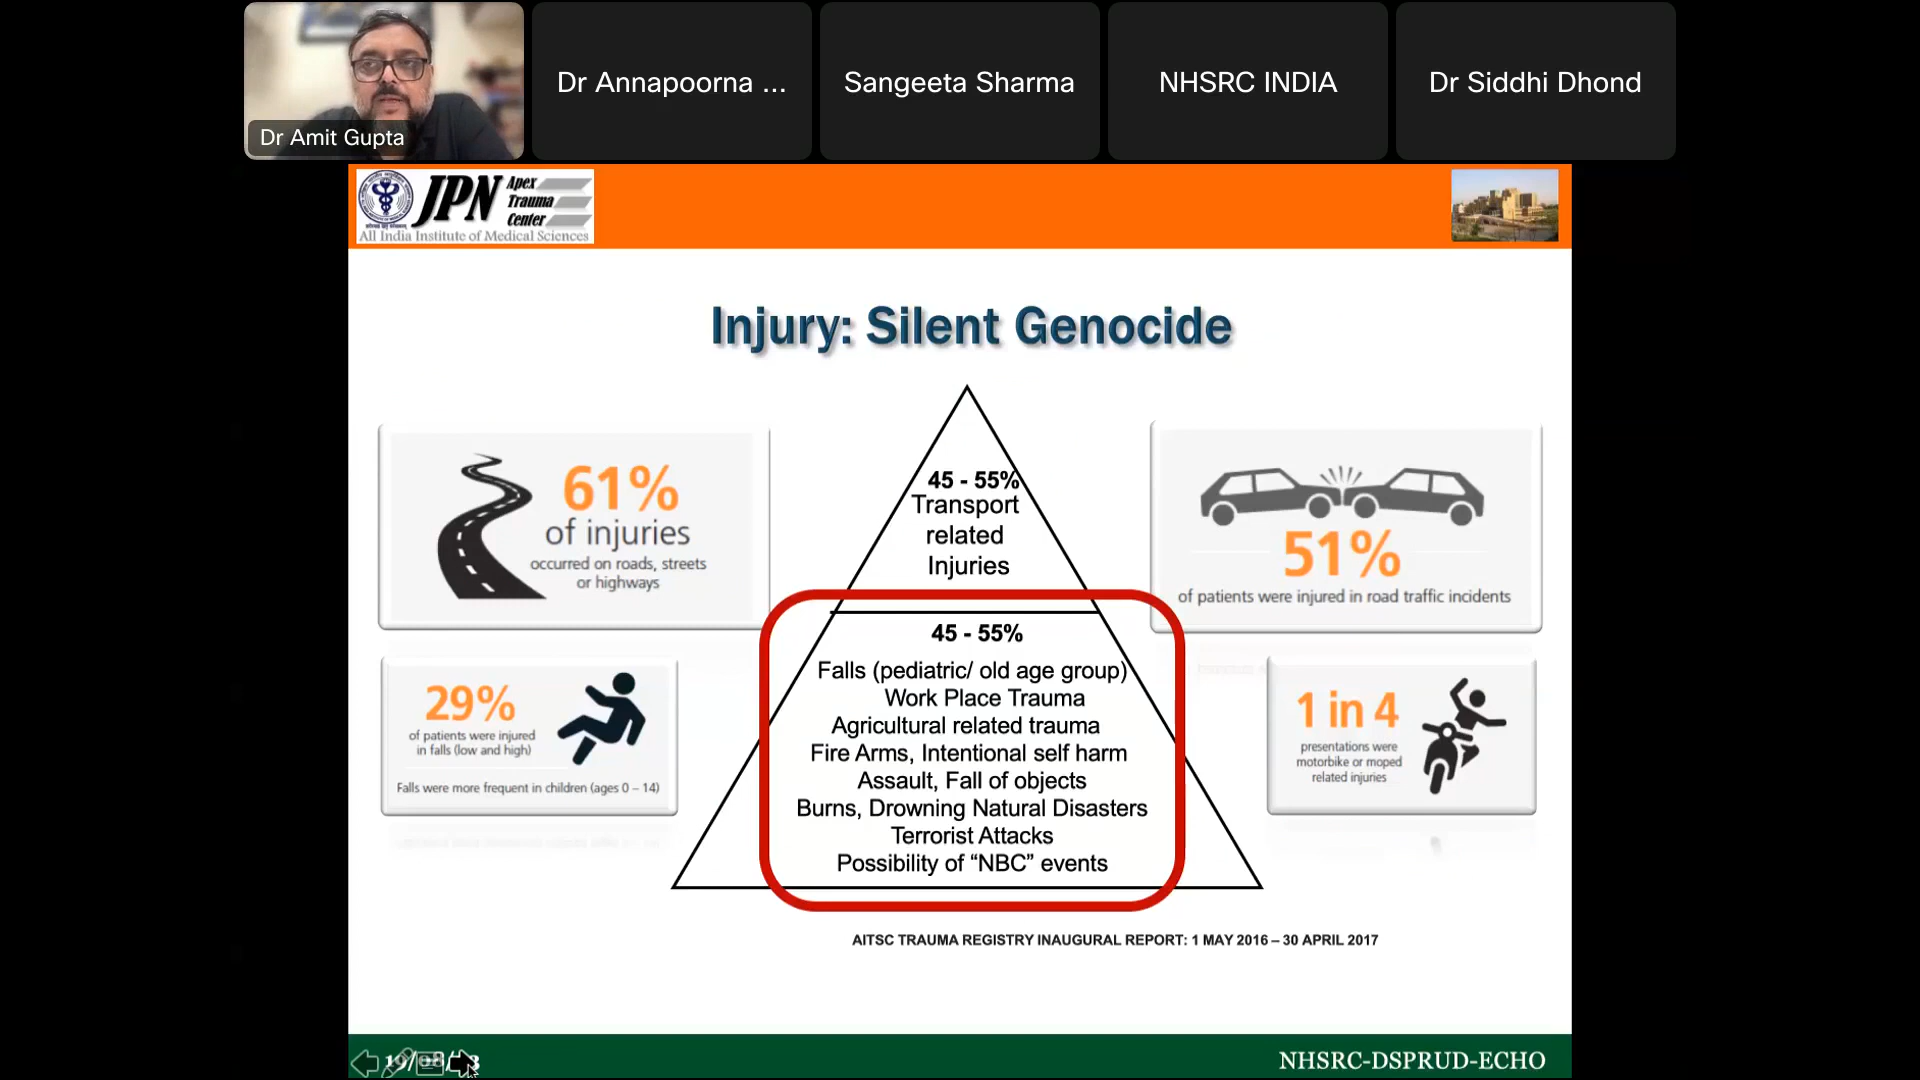 Dr Amit Gupta
Dr Annapoorna ...
Sangeeta Sharma
NHSRC INDIA
Dr Siddhi Dhond
JPN
Apex
Trauma
Center
All India Institute of Medical Sciences
Injury: Silent Genocide
61%
of injuries
occurred on roads, streets
or highways
29%
of patients were injured
in falls (low and high)
Falls were more frequent in children (ages 0 – 14)
45 - 55%
Transport
related
Injuries
45 - 55%
Falls (pediatric/ old age group)
Work Place Trauma
Agricultural related trauma
Fire Arms, Intentional self harm
Assault, Fall of objects
Burns, Drowning Natural Disasters
Terrorist Attacks
Possibility of “NBC” events
51%
of patients were injured in road traffic incidents
1 in 4
presentations were
motorbike or moped
related injuries
AITSC TRAUMA REGISTRY INAUGURAL REPORT: 1 MAY 2016 – 30 APRIL 2017
NHSRC-DSPRUD-ECHO